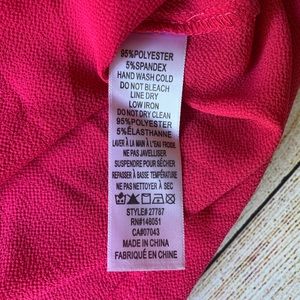 95%POLYESTER
5%SPANDEX
HAND WASH COLD
DO NOT BLEACH
LINE DRY
LOW IRON
DO NOT DRY CLEAN
95%POLYESTER
5%ÉLASTHANNE
LAVER À LA MAIN À L'EAU FROIDE
NE PAS JAVELLISER
SUSPENDRE POUR SÉCHER
REPASSER À BASSE TEMPÉRATURE
NE PAS NETTOYER À SEC
STYLE# 27787
RN#146051
CA#07043
MADE IN CHINA
FABRIQUÉ EN CHINE